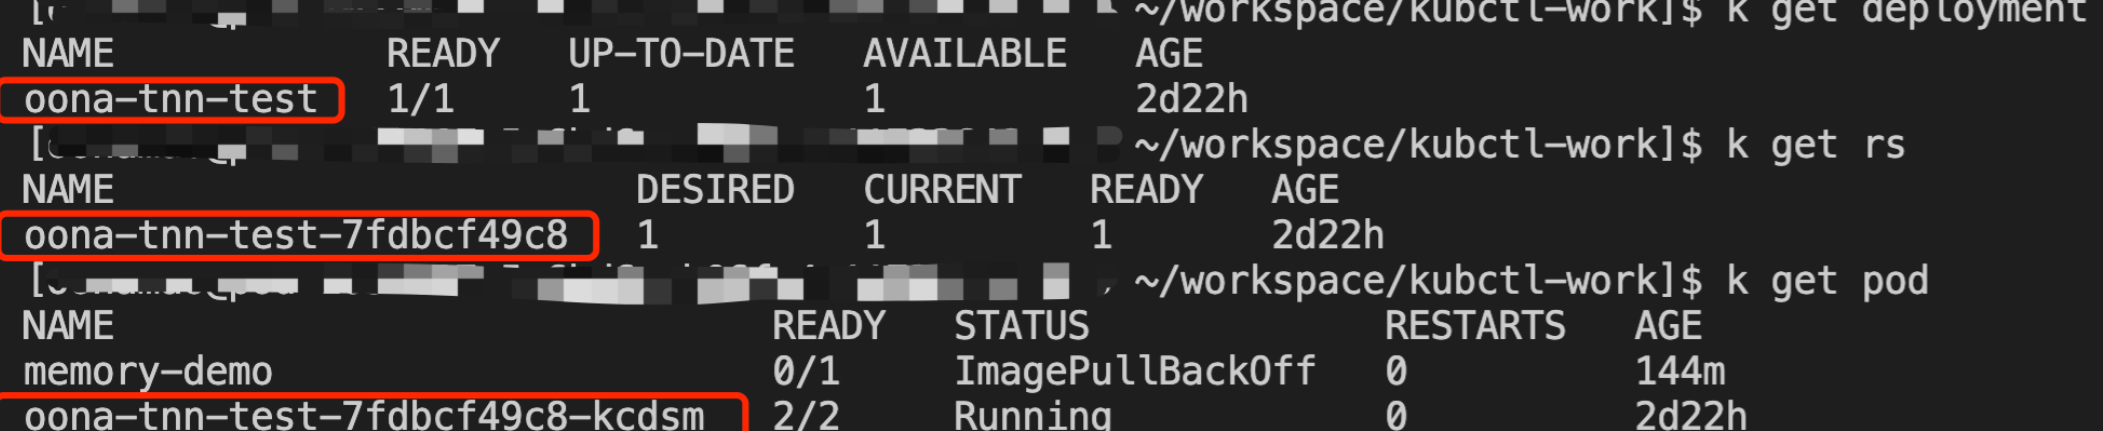 ~/workspace/kubctl-work]$ k get deployment
NAME READY UP-TO-DATE AVAILABLE AGE
oona-tnn-test 1/1 1 1 2d22h
[ ~/workspace/kubctl-work]$ k get rs
NAME DESIRED CURRENT READY AGE
oona-tnn-test-7fdbcf49c8 1 1 1 2d22h
[ ~/workspace/kubctl-work]$ k get pod
NAME READY STATUS RESTARTS AGE
memory-demo 0/1 ImagePullBackOff 0 144m
oona-tnn-test-7fdbcf49c8-kcdsm 2/2 Running 0 2d22h